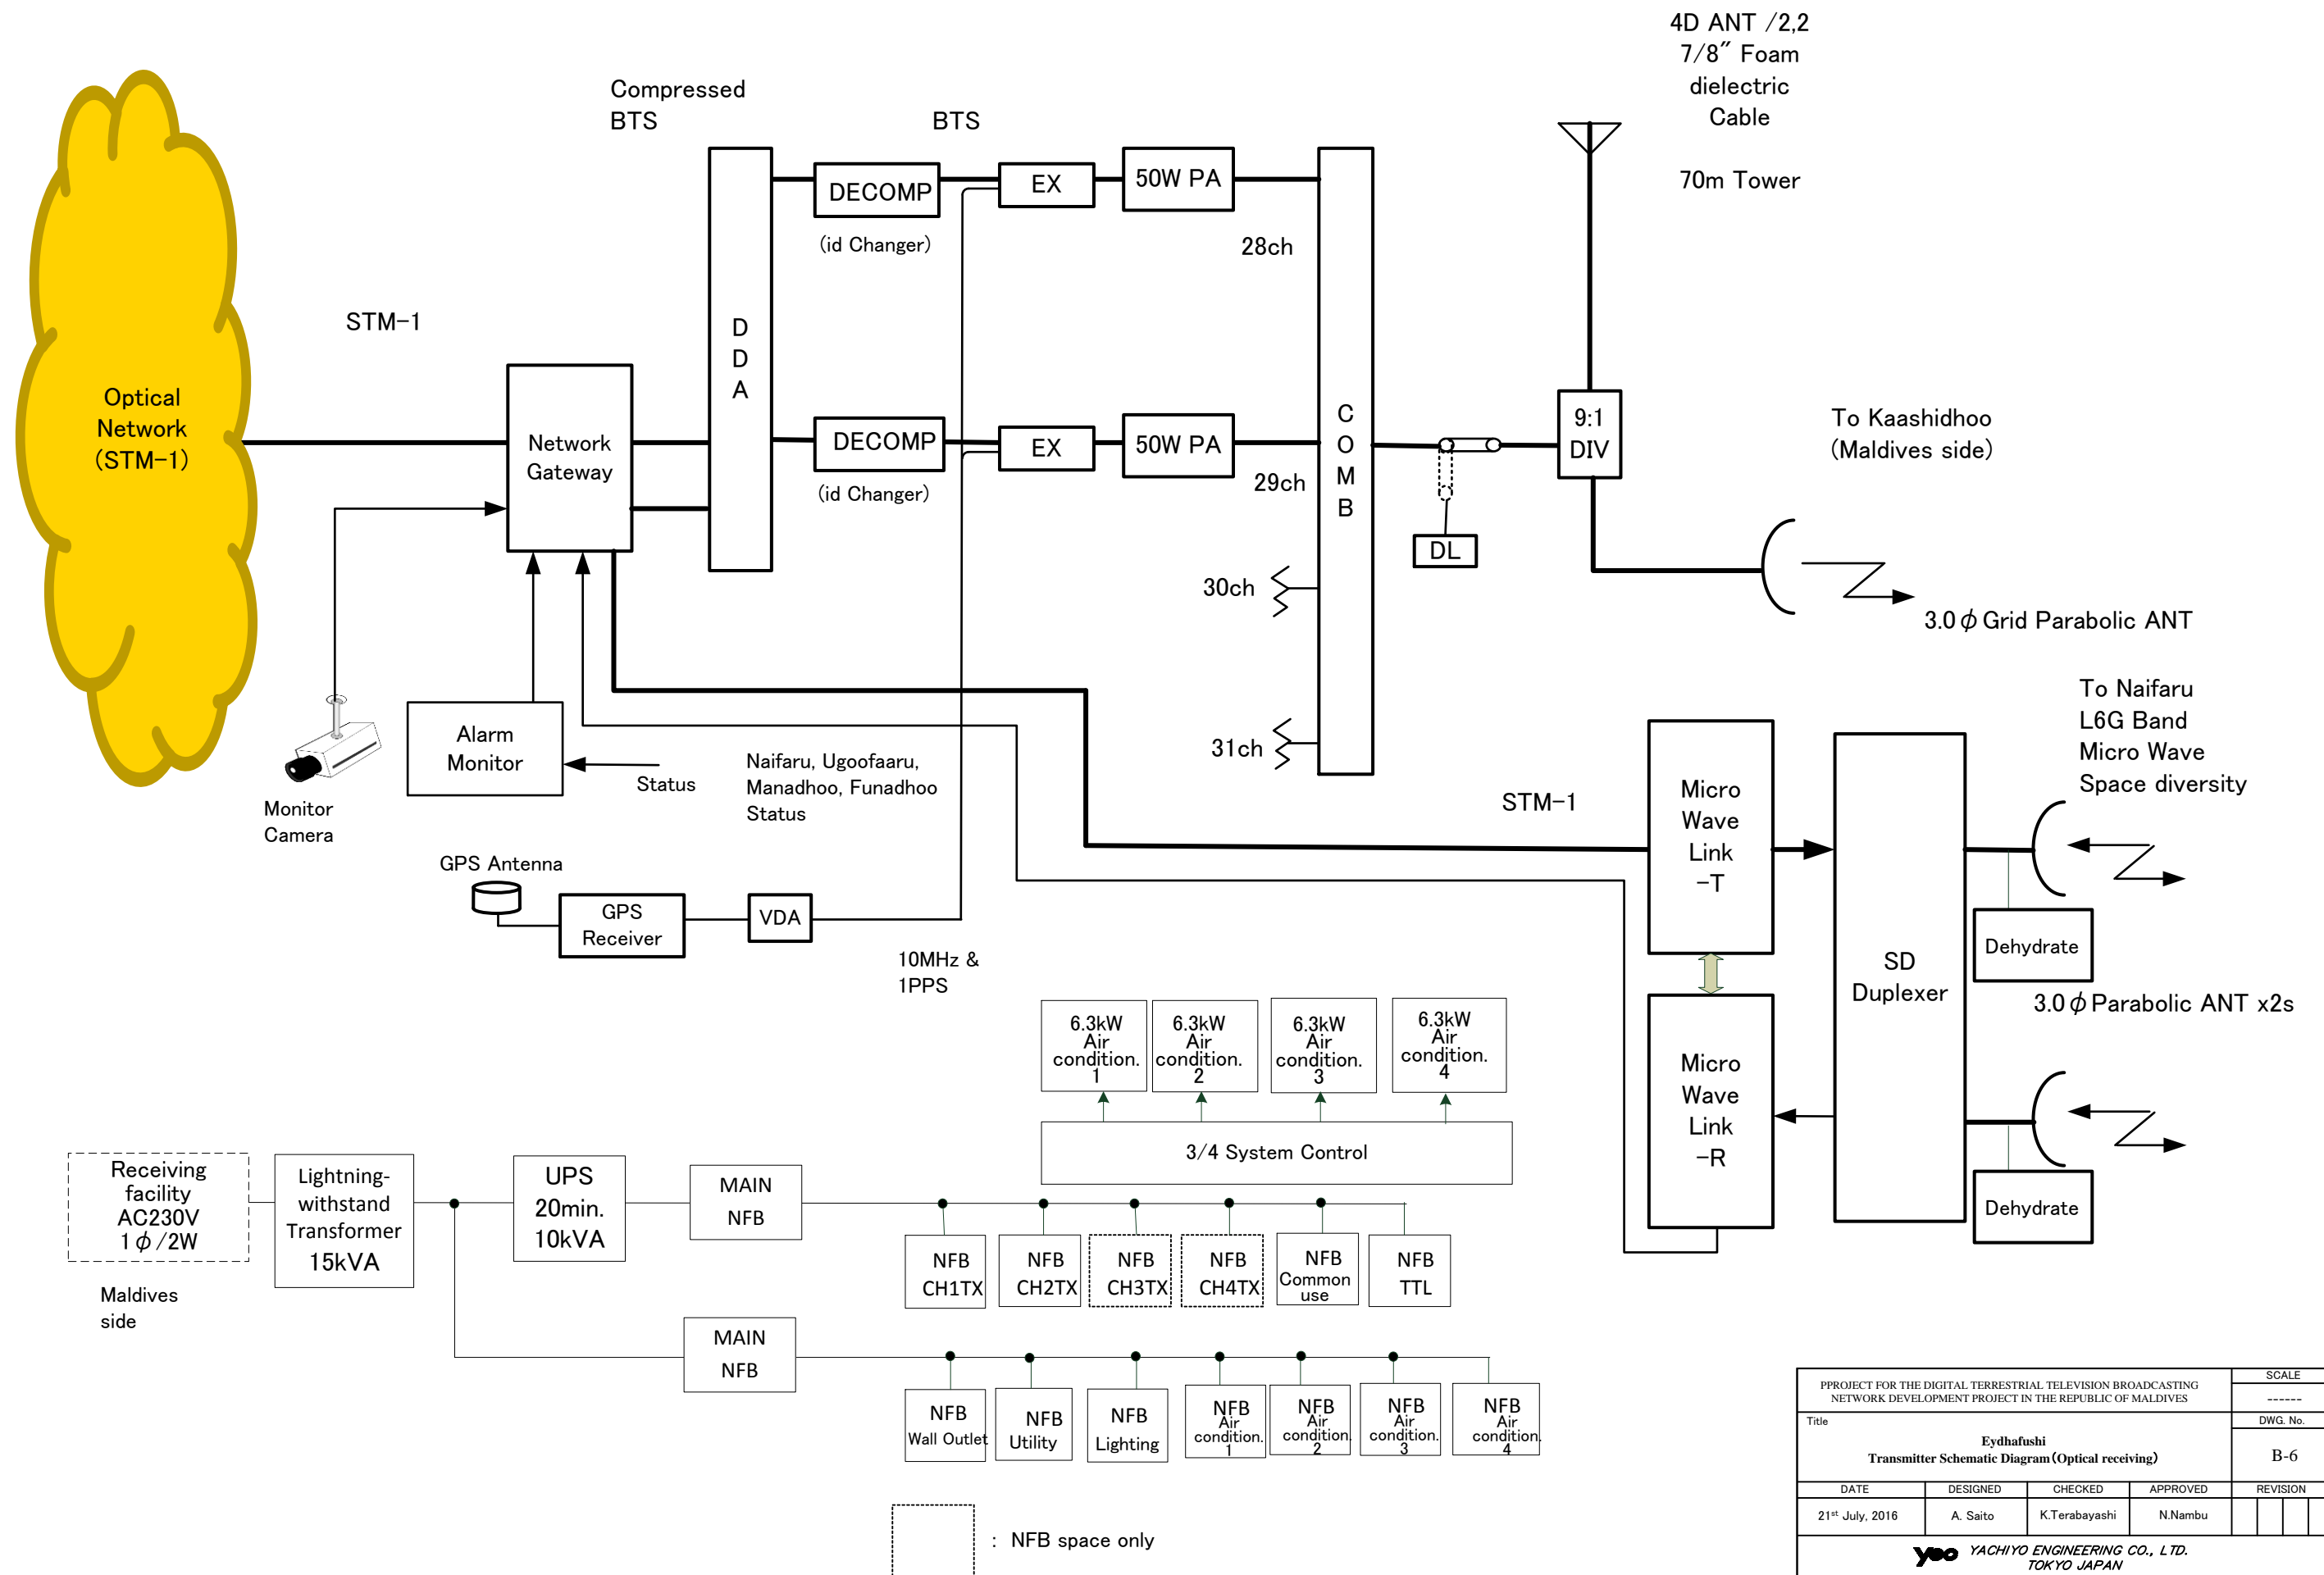 4D ANT /2,2
7/8″ Foam
dielectric
Cable
70m Tower
Compressed
BTS
BTS
DECOMP
(id Changer)
EX
50W PA
28ch
STM-1
D
D
A
Optical
Network
(STM-1)
Network
Gateway
DECOMP
(id Changer)
EX
50W PA
29ch
C
O
M
B
9:1
DIV
To Kaashidhoo
(Maldives side)
DL
30ch
3.0φGrid Parabolic ANT
31ch
To Naifaru
L6G Band
Micro Wave
Space diversity
Alarm
Monitor
Status
Naifaru, Ugoofaaru,
Manadhoo, Funadhoo
Status
Monitor
Camera
STM-1
Micro
Wave
Link
-T
GPS Antenna
GPS
Receiver
VDA
10MHz &
1PPS
SD
Duplexer
Dehydrate
3.0φParabolic ANT x2s
6.3kW
Air
condition.
1
6.3kW
Air
condition.
2
6.3kW
Air
condition.
3
6.3kW
Air
condition.
4
3/4 System Control
Micro
Wave
Link
-R
Dehydrate
Receiving
facility
AC230V
1φ/2W
Maldives
side
Lightning-
withstand
Transformer
15kVA
UPS
20min.
10kVA
MAIN
NFB
NFB
CH1TX
NFB
CH2TX
NFB
CH3TX
NFB
CH4TX
NFB
Common
use
NFB
TTL
MAIN
NFB
NFB
Wall Outlet
NFB
Utility
NFB
Lighting
NFB
Air
condition.
1
NFB
Air
condition.
2
NFB
Air
condition.
3
NFB
Air
condition.
4
: NFB space only
PPROJECT FOR THE DIGITAL TERRESTRIAL TELEVISION BROADCASTING
NETWORK DEVELOPMENT PROJECT IN THE REPUBLIC OF MALDIVES
SCALE
------
Title
Eydhafushi
Transmitter Schematic Diagram(Optical receiving)
DWG. No.
B-6
DATE DESIGNED CHECKED APPROVED REVISION
21st July, 2016 A. Saito K.Terabayashi N.Nambu
yeo YACHIYO ENGINEERING CO., LTD.
TOKYO JAPAN